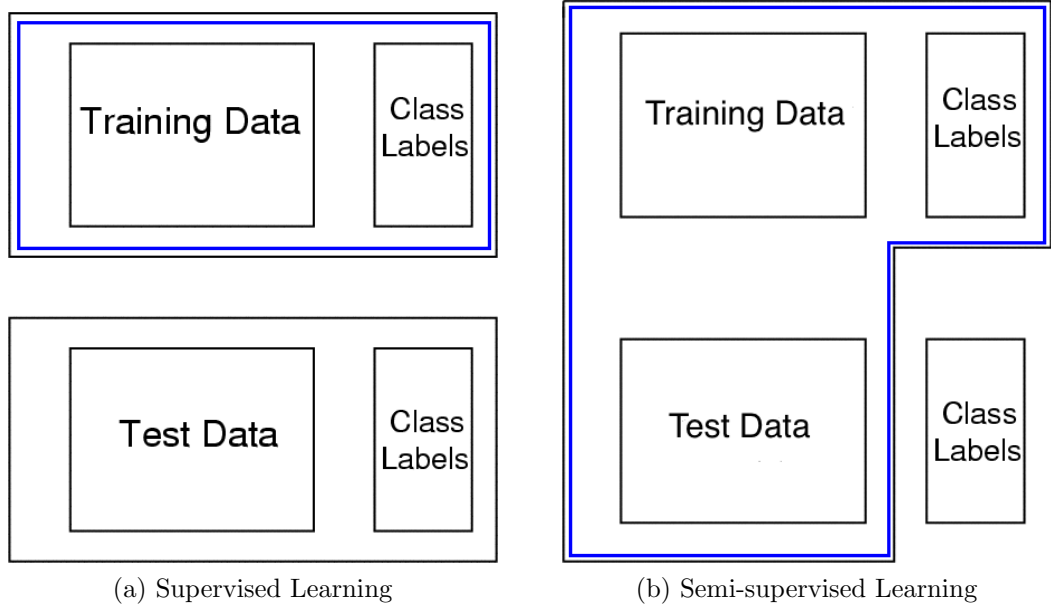 Training Data
Class
Labels
Test Data
Class
Labels
(a) Supervised Learning
Training Data
Class
Labels
Test Data
Class
Labels
(b) Semi-supervised Learning